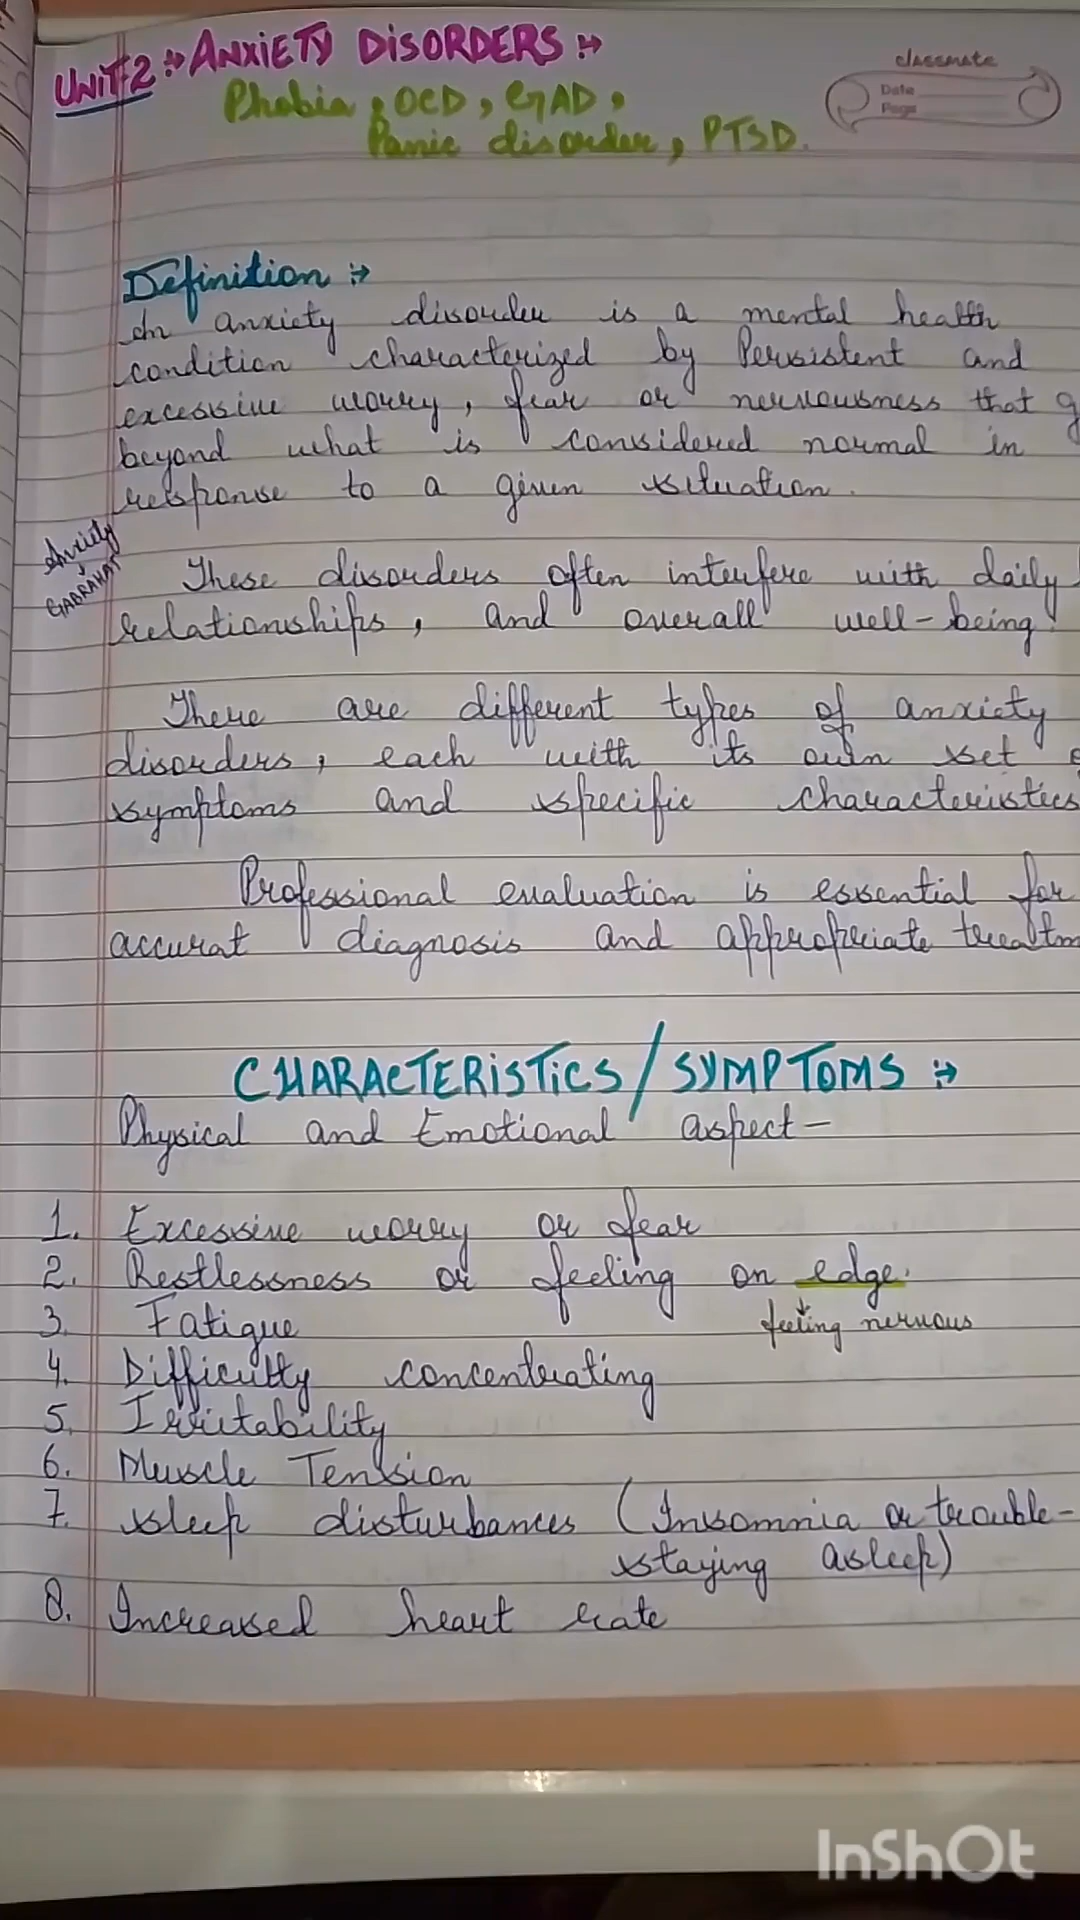 UNIT-2 :→ ANXIETY DISORDERS :→
classmate
Date
Page
Phobia, OCD, GAD,
Panic disorder, PTSD.
Definition :→
An anxiety disorder is a mental health
condition characterized by Persistent and
excessive worry, fear or nervousness that g
beyond what is considered normal in
response to a given situation.
Anxiety
↓
GABRAHAT
These disorders often interfere with daily
relationships, and overall well-being.
There are different types of anxiety
disorders, each with its own set
symptoms and specific characteristics
Professional evaluation is essential for
accurat diagnosis and appropriate treatm
CHARACTERISTICS/SYMPTOMS :→
Physical and Emotional aspect-
1. Excessive worry or fear
2. Restlessness or feeling on edge.
feeling nervous
3. Fatigue
4. Difficulty concentrating
5. Irritability
6. Muscle Tension
7. sleep disturbances (Insomnia or trouble-
staying asleep)
8. Increased heart rate
InShOt